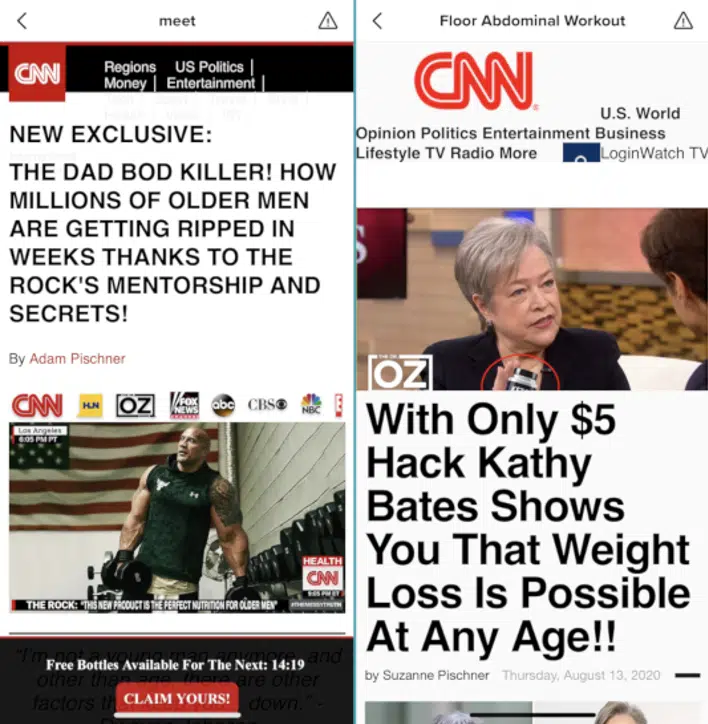 meet
CNN
Regions US Politics |
Money | Entertainment |
NEW EXCLUSIVE:
THE DAD BOD KILLER! HOW
MILLIONS OF OLDER MEN
ARE GETTING RIPPED IN
WEEKS THANKS TO THE
ROCK'S MENTORSHIP AND
SECRETS!
By Adam Pischner
CNN HLN OZ FOX NEWS abc CBS NBC E
Los Angeles
6:05 PM PT
HEALTH
CNN
9:05 PM ET
THE ROCK: "THIS NEW PRODUCT IS THE PERFECT NUTRITION FOR OLDER MEN"
"I'm not a young man anymore, and
other than age, there are other
Free Bottles Available For The Next: 14:19
factors
down." -
CLAIM YOURS!
Floor Abdominal Workout
CNN
U.S. World
Opinion Politics Entertainment Business
Lifestyle TV Radio More
LoginWatch TV
THE DR
OZ
With Only $5
Hack Kathy
Bates Shows
You That Weight
Loss Is Possible
At Any Age!!
by Suzanne Pischner Thursday, August 13, 2020